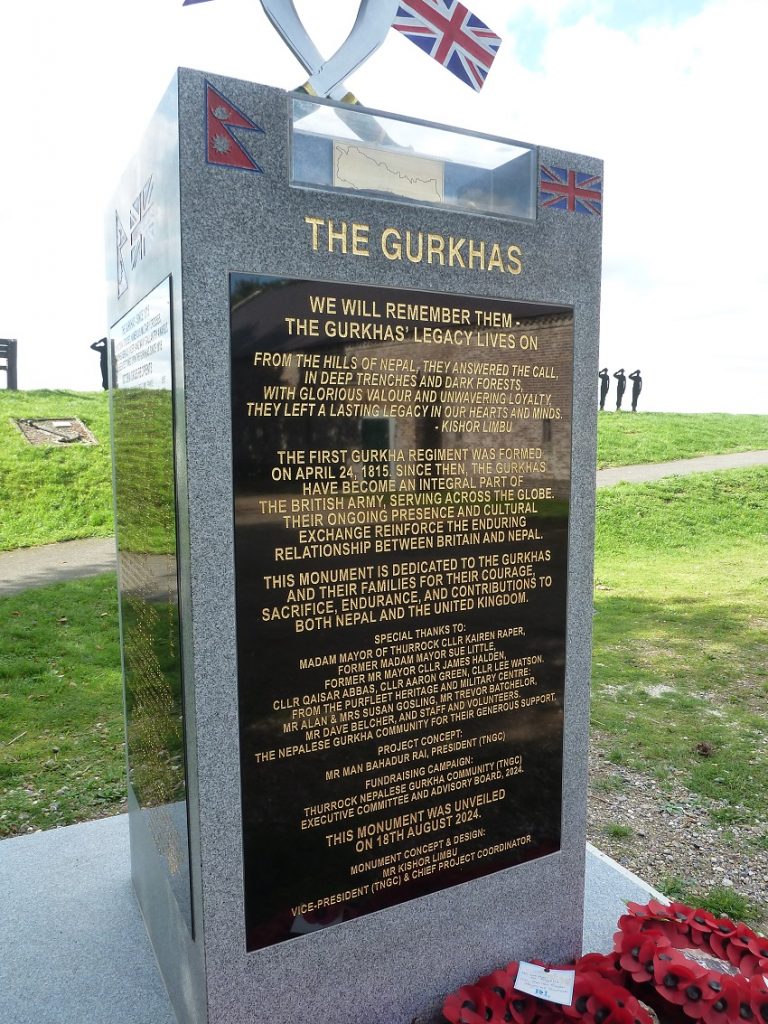 THE GURKHAS
WE WILL REMEMBER THEM -
THE GURKHAS' LEGACY LIVES ON
FROM THE HILLS OF NEPAL, THEY ANSWERED THE CALL,
IN DEEP TRENCHES AND DARK FORESTS,
WITH GLORIOUS VALOUR AND UNWAVERING LOYALTY,
THEY LEFT A LASTING LEGACY IN OUR HEARTS AND MINDS.
- KISHOR LIMBU
THE FIRST GURKHA REGIMENT WAS FORMED
ON APRIL 24, 1815. SINCE THEN, THE GURKHAS
HAVE BECOME AN INTEGRAL PART OF
THE BRITISH ARMY, SERVING ACROSS THE GLOBE.
THEIR ONGOING PRESENCE AND CULTURAL
EXCHANGE REINFORCE THE ENDURING
RELATIONSHIP BETWEEN BRITAIN AND NEPAL.
THIS MONUMENT IS DEDICATED TO THE GURKHAS
AND THEIR FAMILIES FOR THEIR COURAGE,
SACRIFICE, ENDURANCE, AND CONTRIBUTIONS TO
BOTH NEPAL AND THE UNITED KINGDOM.
SPECIAL THANKS TO:
MADAM MAYOR OF THURROCK CLLR KAIREN RAPER,
FORMER MADAM MAYOR SUE LITTLE,
FORMER MR MAYOR CLLR JAMES HALDEN,
CLLR QAISAR ABBAS, CLLR AARON GREEN, CLLR LEE WATSON.
FROM THE PURFLEET HERITAGE AND MILITARY CENTRE:
MR ALAN & MRS SUSAN GOSLING, MR TREVOR BATCHELOR,
MR DAVE BELCHER, AND STAFF AND VOLUNTEERS.
THE NEPALESE GURKHA COMMUNITY FOR THEIR GENEROUS SUPPORT.
PROJECT CONCEPT:
MR MAN BAHADUR RAI, PRESIDENT (TNGC)
FUNDRAISING CAMPAIGN:
THURROCK NEPALESE GURKHA COMMUNITY (TNGC)
EXECUTIVE COMMITTEE AND ADVISORY BOARD, 2024.
THIS MONUMENT WAS UNVEILED
ON 18TH AUGUST 2024.
MONUMENT CONCEPT & DESIGN:
MR KISHOR LIMBU
VICE-PRESIDENT (TNGC) & CHIEF PROJECT COORDINATOR